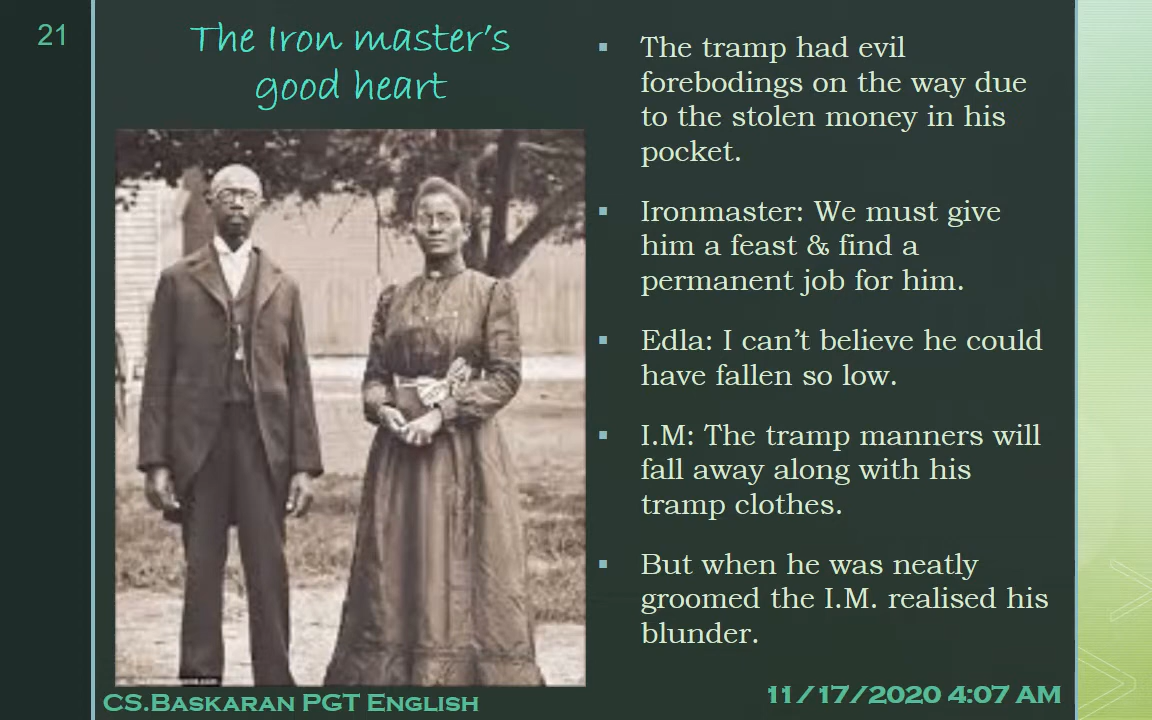 21
The Iron master's
good heart
▪ The tramp had evil
forebodings on the way due
to the stolen money in his
pocket.
▪ Ironmaster: We must give
him a feast & find a
permanent job for him.
▪ Edla: I can't believe he could
have fallen so low.
▪ I.M: The tramp manners will
fall away along with his
tramp clothes.
▪ But when he was neatly
groomed the I.M. realised his
blunder.
CS.Baskaran PGT English
11/17/2020 4:07 AM